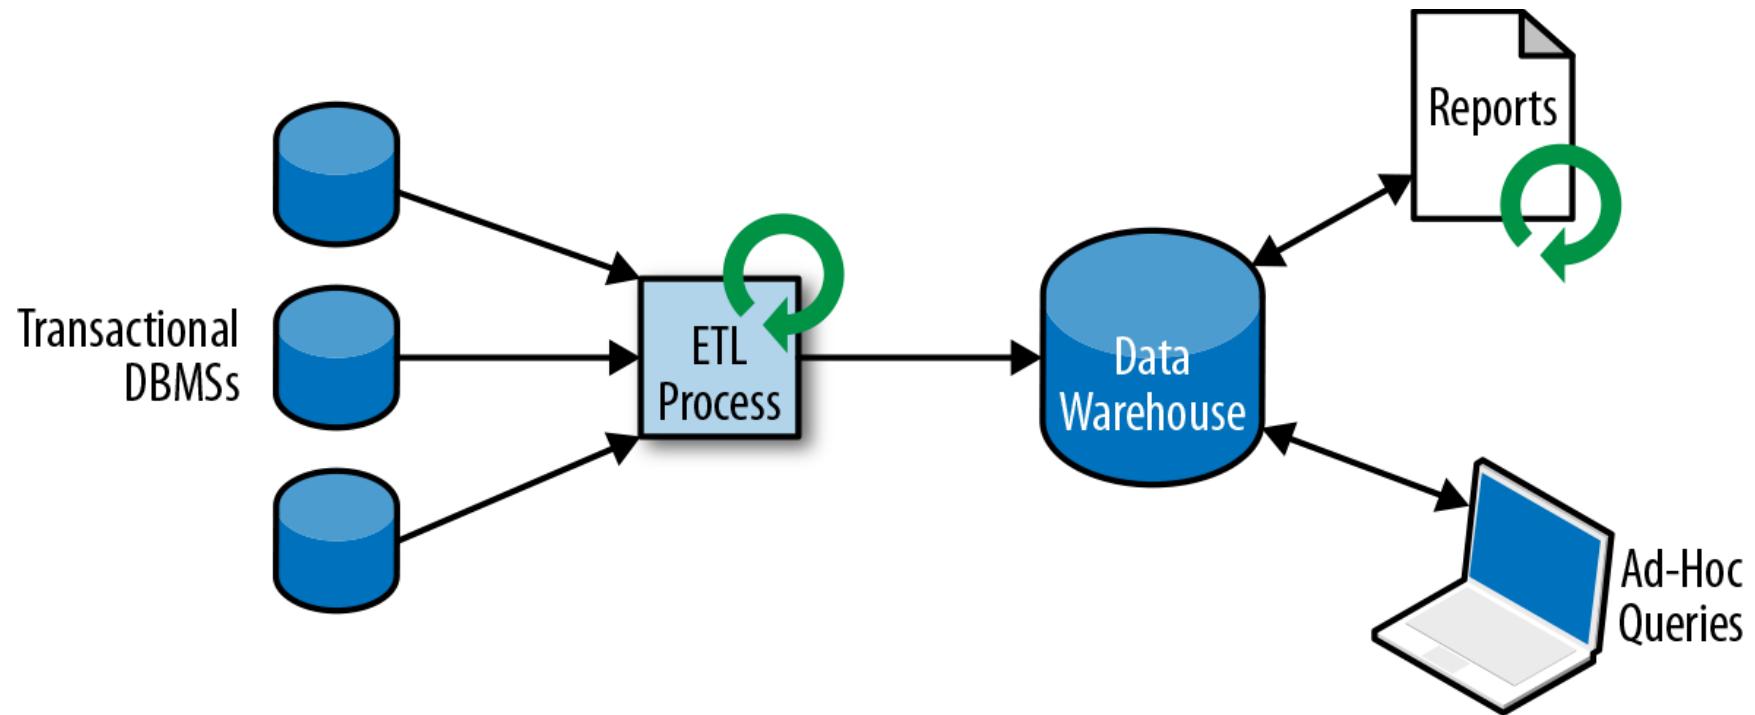 Transactional
DBMSs
ETL
Process
Data
Warehouse
Reports
Ad-Hoc
Queries